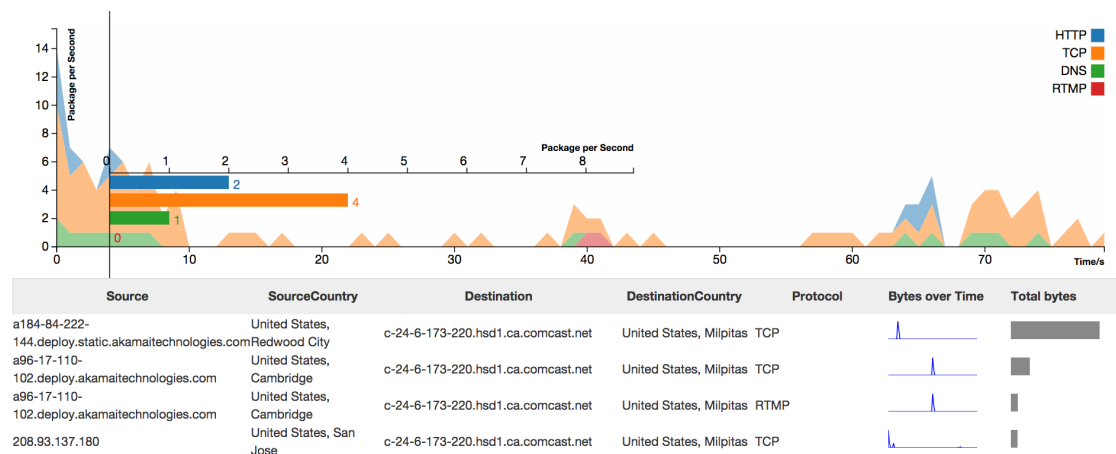 HTTP
TCP
DNS
RTMP
Package per Second
14
12
10
8
6
4
2
0
Package per Second
0 1 2 3 4 5 6 7 8
2
4
1
0
0 10 20 30 40 50 60 70
Time/s
Source SourceCountry Destination DestinationCountry Protocol Bytes over Time Total bytes
a184-84-222- United States,
144.deploy.static.akamaitechnologies.com Redwood City c-24-6-173-220.hsd1.ca.comcast.net United States, Milpitas TCP
a96-17-110- United States,
102.deploy.akamaitechnologies.com Cambridge c-24-6-173-220.hsd1.ca.comcast.net United States, Milpitas TCP
a96-17-110- United States,
102.deploy.akamaitechnologies.com Cambridge c-24-6-173-220.hsd1.ca.comcast.net United States, Milpitas RTMP
208.93.137.180 United States, San
Jose c-24-6-173-220.hsd1.ca.comcast.net United States, Milpitas TCP